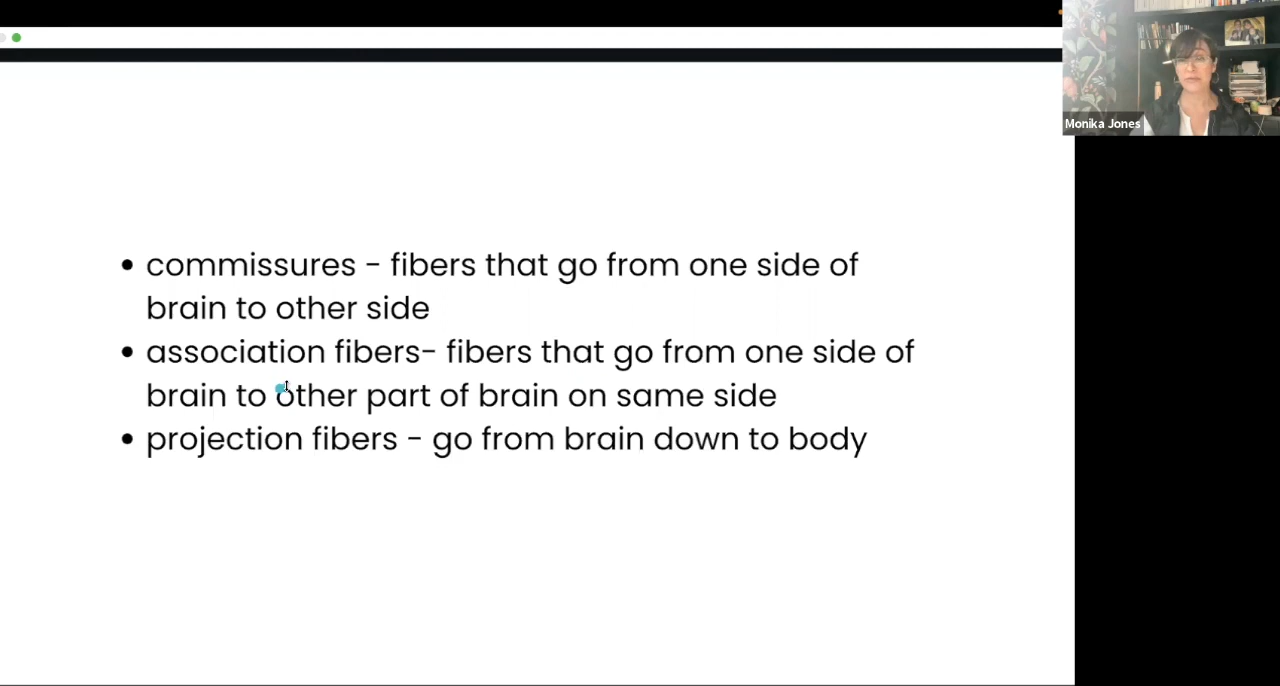 Monika Jones
• commissures - fibers that go from one side of
brain to other side
• association fibers- fibers that go from one side of
brain to other part of brain on same side
• projection fibers - go from brain down to body